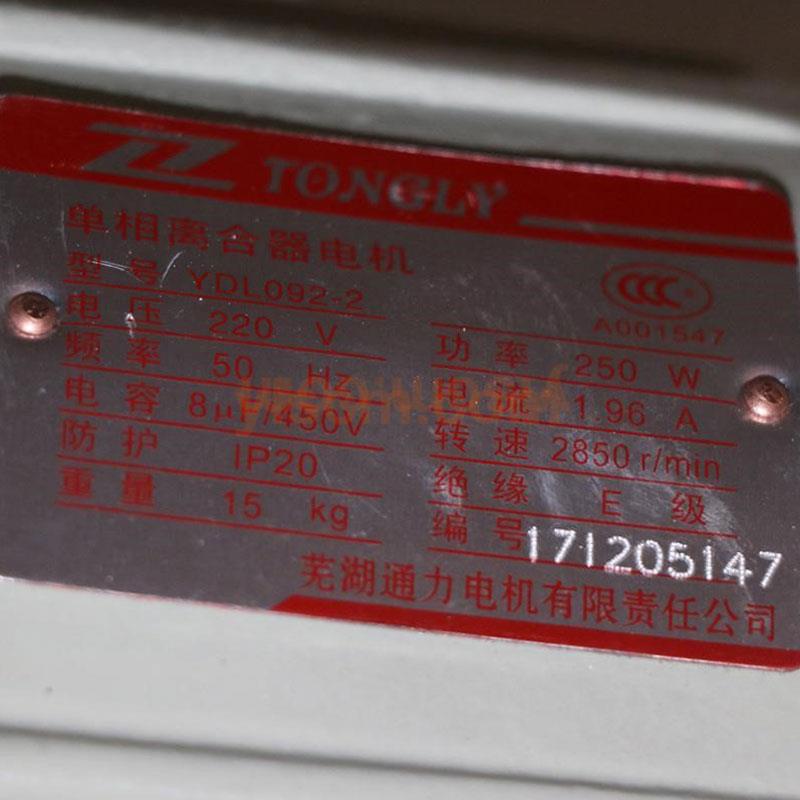 TONGLY
单相离合器电机
型号 YDL092-2
CCC
A001547
电压 220 V
功率 250 W
频率 50 Hz
电流 1.96 A
电容 8μF/450V
转速 2850 r/min
防护 IP20
绝缘 E 级
重量 15 kg
编号 171205147
芜湖通力电机有限责任公司